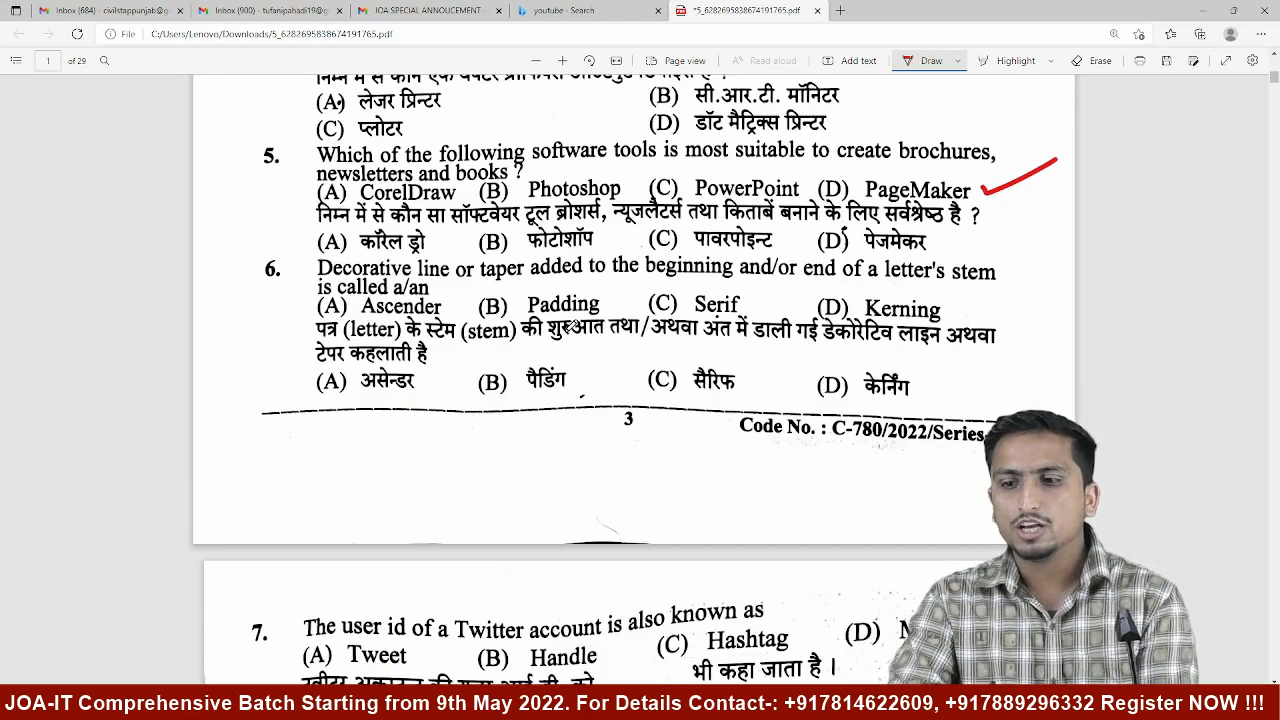 Inbox (684) - civilstappunjab@g
Inbox (900) - tufanipahadi19@g
JOA SPECIAL ANNOUCEMENT -
youtube - Search
*5_6282695838674191765.pdf
File C:/Users/Lenovo/Downloads/5_6282695838674191765.pdf
1 of 29
Page view
Read aloud
Add text
Draw
Highlight
Erase
(A) लेजर प्रिन्टर (B) सी.आर.टी. मॉनिटर
(C) प्लोटर (D) डॉट मैट्रिक्स प्रिन्टर
5. Which of the following software tools is most suitable to create brochures,
newsletters and books ?
(A) CorelDraw (B) Photoshop (C) PowerPoint (D) PageMaker
निम्न में से कौन सा सॉफ्टवेयर टूल ब्रोशर्स, न्यूजलैटर्स तथा किताबें बनाने के लिए सर्वश्रेष्ठ है ?
(A) कॉरेल ड्रो (B) फोटोशॉप (C) पावरपोइन्ट (D) पेजमेकर
6. Decorative line or taper added to the beginning and/or end of a letter's stem
is called a/an
(A) Ascender (B) Padding (C) Serif (D) Kerning
पत्र (letter) के स्टेम (stem) की शुरुआत तथा/अथवा अंत में डाली गई डेकोरेटिव लाइन अथवा
टेपर कहलाती है
(A) असेन्डर (B) पैडिंग (C) सैरिफ (D) केर्निंग
3 Code No. : C-780/2022/Series
7. The user id of a Twitter account is also known as
(A) Tweet (B) Handle (C) Hashtag (D)
भी कहा जाता है ।
JOA-IT Comprehensive Batch Starting from 9th May 2022. For Details Contact-: +917814622609, +917889296332 Register NOW !!!